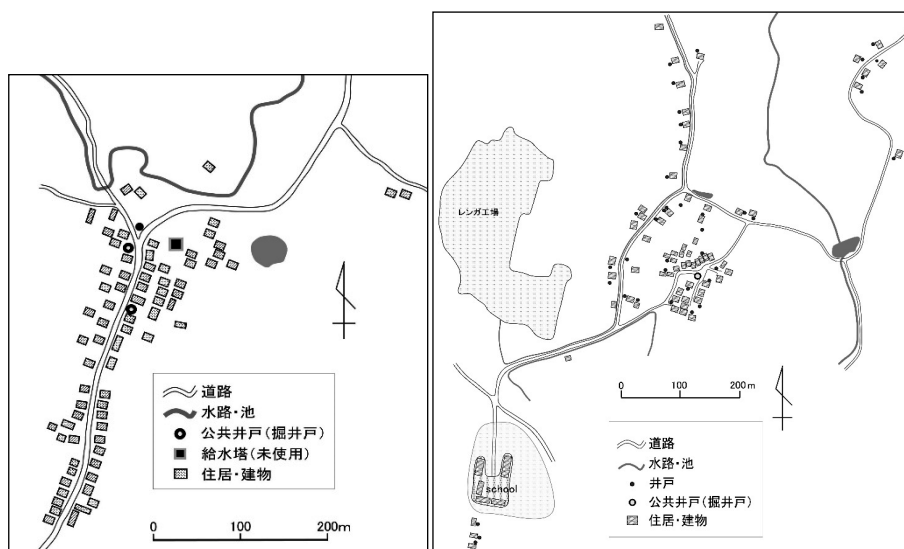 道路
水路・池
公共井戸(掘井戸)
給水塔(未使用)
住居・建物
0 100 200m
レンガ工場
school
0 100 200m
道路
水路・池
井戸
公共井戸(掘井戸)
住居・建物